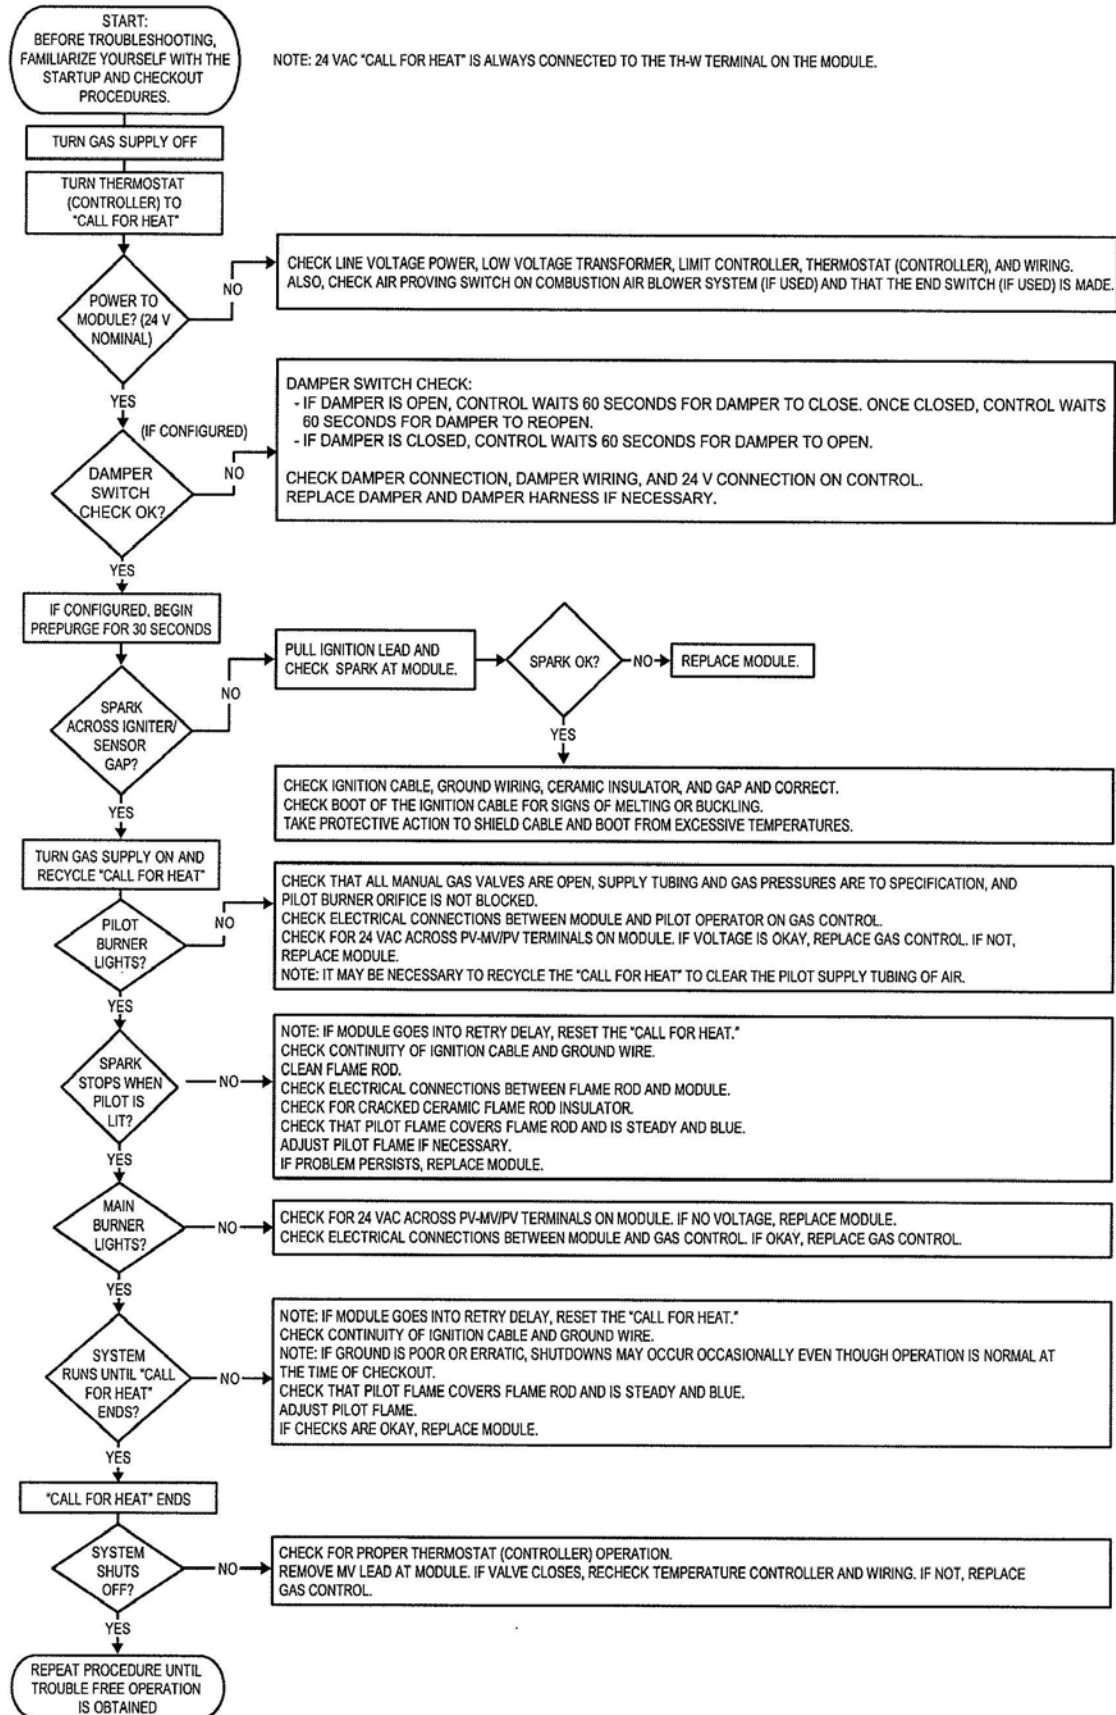 START:
BEFORE TROUBLESHOOTING,
FAMILIARIZE YOURSELF WITH THE
STARTUP AND CHECKOUT
PROCEDURES.
NOTE: 24 VAC "CALL FOR HEAT" IS ALWAYS CONNECTED TO THE TH-W TERMINAL ON THE MODULE.
TURN GAS SUPPLY OFF
TURN THERMOSTAT
(CONTROLLER) TO
"CALL FOR HEAT"
POWER TO
MODULE? (24 V
NOMINAL)
NO
CHECK LINE VOLTAGE POWER, LOW VOLTAGE TRANSFORMER, LIMIT CONTROLLER, THERMOSTAT (CONTROLLER), AND WIRING.
ALSO, CHECK AIR PROVING SWITCH ON COMBUSTION AIR BLOWER SYSTEM (IF USED) AND THAT THE END SWITCH (IF USED) IS MADE.
YES
(IF CONFIGURED)
DAMPER
SWITCH
CHECK OK?
NO
DAMPER SWITCH CHECK:
- IF DAMPER IS OPEN, CONTROL WAITS 60 SECONDS FOR DAMPER TO CLOSE. ONCE CLOSED, CONTROL WAITS
60 SECONDS FOR DAMPER TO REOPEN.
- IF DAMPER IS CLOSED, CONTROL WAITS 60 SECONDS FOR DAMPER TO OPEN.
CHECK DAMPER CONNECTION, DAMPER WIRING, AND 24 V CONNECTION ON CONTROL.
REPLACE DAMPER AND DAMPER HARNESS IF NECESSARY.
YES
IF CONFIGURED, BEGIN
PREPURGE FOR 30 SECONDS
SPARK
ACROSS IGNITER/
SENSOR
GAP?
NO
PULL IGNITION LEAD AND
CHECK SPARK AT MODULE.
SPARK OK?
NO
REPLACE MODULE.
YES
CHECK IGNITION CABLE, GROUND WIRING, CERAMIC INSULATOR, AND GAP AND CORRECT.
CHECK BOOT OF THE IGNITION CABLE FOR SIGNS OF MELTING OR BUCKLING.
TAKE PROTECTIVE ACTION TO SHIELD CABLE AND BOOT FROM EXCESSIVE TEMPERATURES.
YES
TURN GAS SUPPLY ON AND
RECYCLE "CALL FOR HEAT"
PILOT
BURNER
LIGHTS?
NO
CHECK THAT ALL MANUAL GAS VALVES ARE OPEN, SUPPLY TUBING AND GAS PRESSURES ARE TO SPECIFICATION, AND
PILOT BURNER ORIFICE IS NOT BLOCKED.
CHECK ELECTRICAL CONNECTIONS BETWEEN MODULE AND PILOT OPERATOR ON GAS CONTROL.
CHECK FOR 24 VAC ACROSS PV-MV/PV TERMINALS ON MODULE. IF VOLTAGE IS OKAY, REPLACE GAS CONTROL. IF NOT,
REPLACE MODULE.
NOTE: IT MAY BE NECESSARY TO RECYCLE THE "CALL FOR HEAT" TO CLEAR THE PILOT SUPPLY TUBING OF AIR.
YES
SPARK
STOPS WHEN
PILOT IS
LIT?
NO
NOTE: IF MODULE GOES INTO RETRY DELAY, RESET THE "CALL FOR HEAT."
CHECK CONTINUITY OF IGNITION CABLE AND GROUND WIRE.
CLEAN FLAME ROD.
CHECK ELECTRICAL CONNECTIONS BETWEEN FLAME ROD AND MODULE.
CHECK FOR CRACKED CERAMIC FLAME ROD INSULATOR.
CHECK THAT PILOT FLAME COVERS FLAME ROD AND IS STEADY AND BLUE.
ADJUST PILOT FLAME IF NECESSARY.
IF PROBLEM PERSISTS, REPLACE MODULE.
YES
MAIN
BURNER
LIGHTS?
NO
CHECK FOR 24 VAC ACROSS PV-MV/PV TERMINALS ON MODULE. IF NO VOLTAGE, REPLACE MODULE.
CHECK ELECTRICAL CONNECTIONS BETWEEN MODULE AND GAS CONTROL. IF OKAY, REPLACE GAS CONTROL.
YES
SYSTEM
RUNS UNTIL "CALL
FOR HEAT"
ENDS?
NO
NOTE: IF MODULE GOES INTO RETRY DELAY, RESET THE "CALL FOR HEAT."
CHECK CONTINUITY OF IGNITION CABLE AND GROUND WIRE.
NOTE: IF GROUND IS POOR OR ERRATIC, SHUTDOWNS MAY OCCUR OCCASIONALLY EVEN THOUGH OPERATION IS NORMAL AT
THE TIME OF CHECKOUT.
CHECK THAT PILOT FLAME COVERS FLAME ROD AND IS STEADY AND BLUE.
ADJUST PILOT FLAME.
IF CHECKS ARE OKAY, REPLACE MODULE.
YES
"CALL FOR HEAT" ENDS
SYSTEM
SHUTS
OFF?
NO
CHECK FOR PROPER THERMOSTAT (CONTROLLER) OPERATION.
REMOVE MV LEAD AT MODULE. IF VALVE CLOSES, RECHECK TEMPERATURE CONTROLLER AND WIRING. IF NOT, REPLACE
GAS CONTROL.
YES
REPEAT PROCEDURE UNTIL
TROUBLE FREE OPERATION
IS OBTAINED